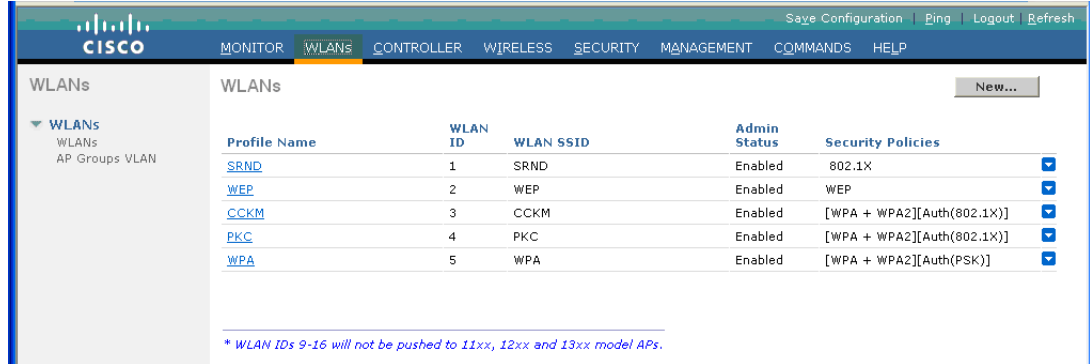 Save Configuration | Ping | Logout | Refresh
CISCO
MONITOR WLANs CONTROLLER WIRELESS SECURITY MANAGEMENT COMMANDS HELP
WLANs
WLANs
WLANs
AP Groups VLAN
WLANs
New...
Profile Name WLAN ID WLAN SSID Admin Status Security Policies
SRND 1 SRND Enabled 802.1X
WEP 2 WEP Enabled WEP
CCKM 3 CCKM Enabled [WPA + WPA2][Auth(802.1X)]
PKC 4 PKC Enabled [WPA + WPA2][Auth(802.1X)]
WPA 5 WPA Enabled [WPA + WPA2][Auth(PSK)]
* WLAN IDs 9-16 will not be pushed to 11xx, 12xx and 13xx model APs.